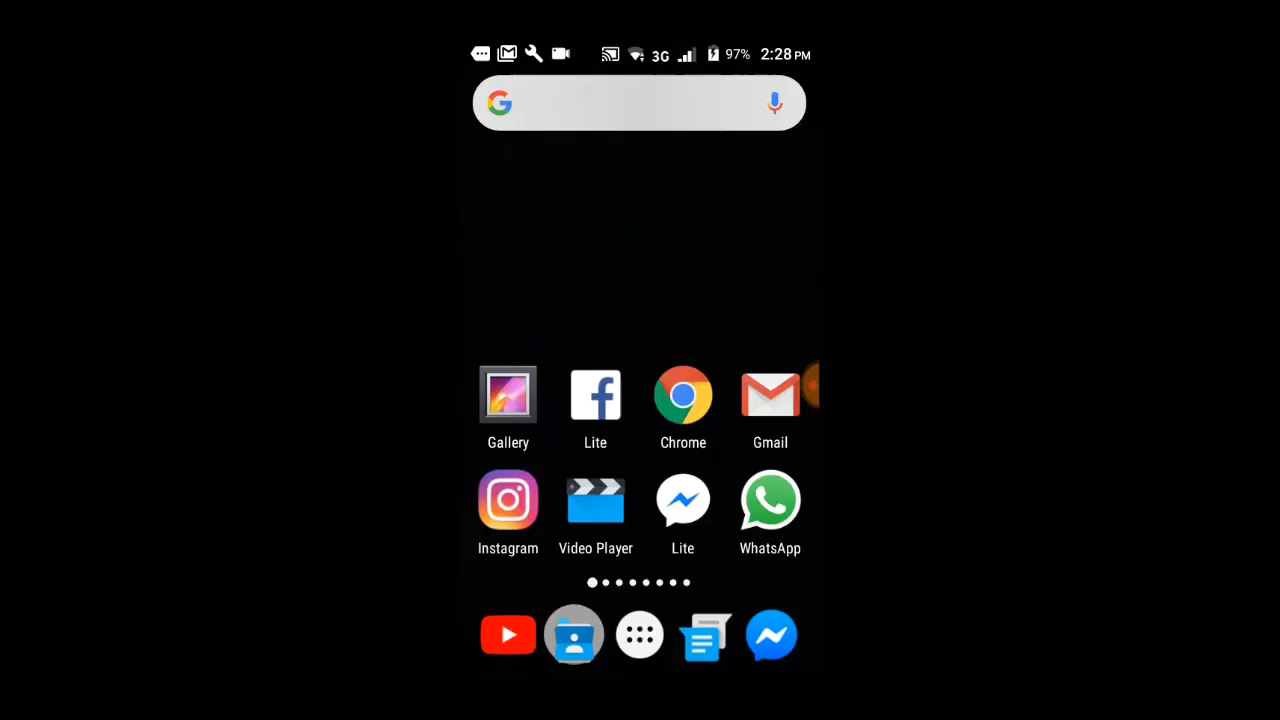 3G 97% 2:28 PM
Gallery Lite Chrome Gmail
Instagram Video Player Lite WhatsApp